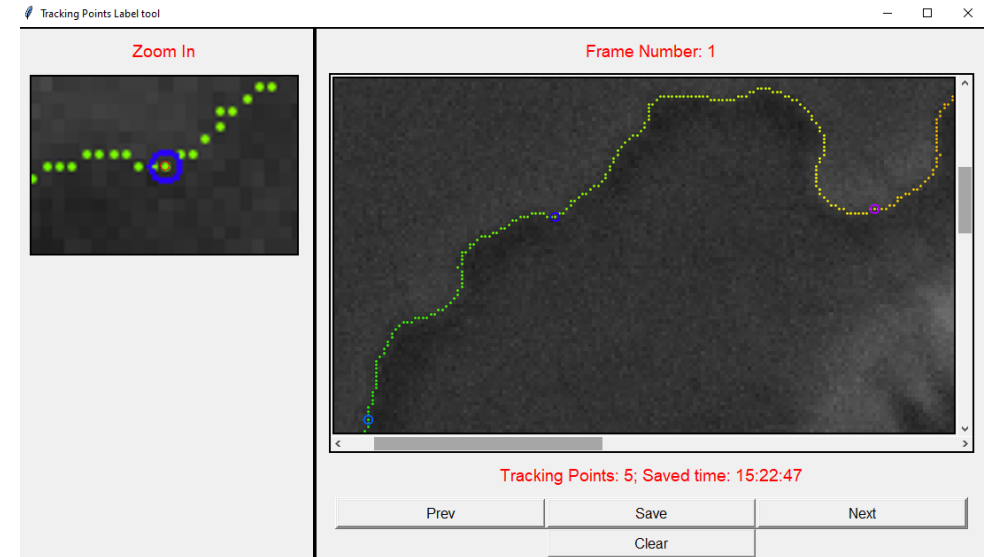 Tracking Points Label tool
Zoom In
Frame Number: 1
Tracking Points: 5; Saved time: 15:22:47
Prev
Save
Next
Clear